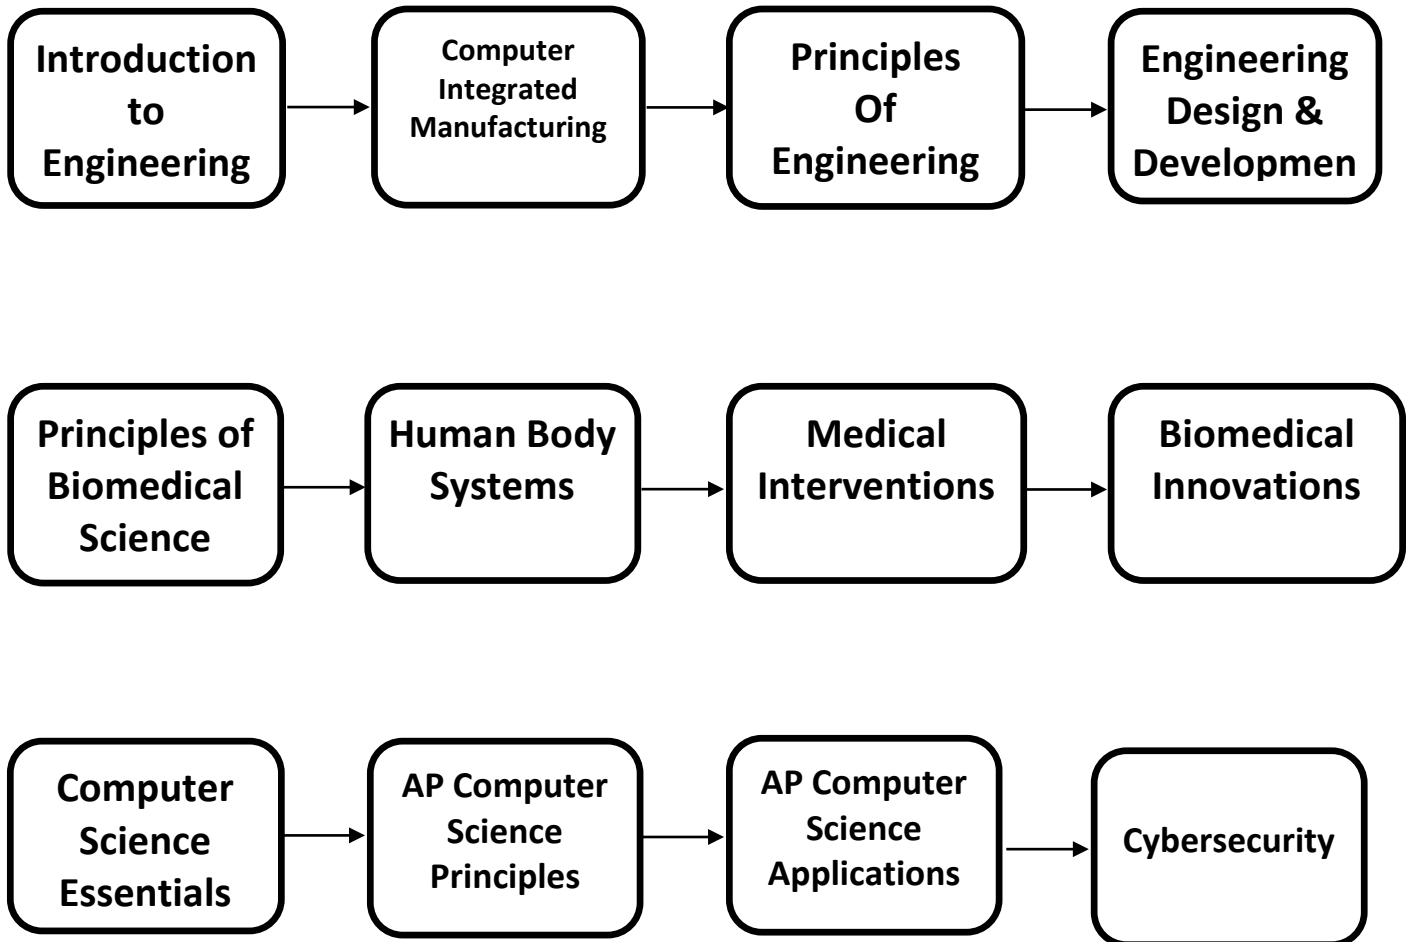 Introduction
to
Engineering
Computer
Integrated
Manufacturing
Principles
Of
Engineering
Engineering
Design &
Developmen
Principles of
Biomedical
Science
Human Body
Systems
Medical
Interventions
Biomedical
Innovations
Computer
Science
Essentials
AP Computer
Science
Principles
AP Computer
Science
Applications
Cybersecurity